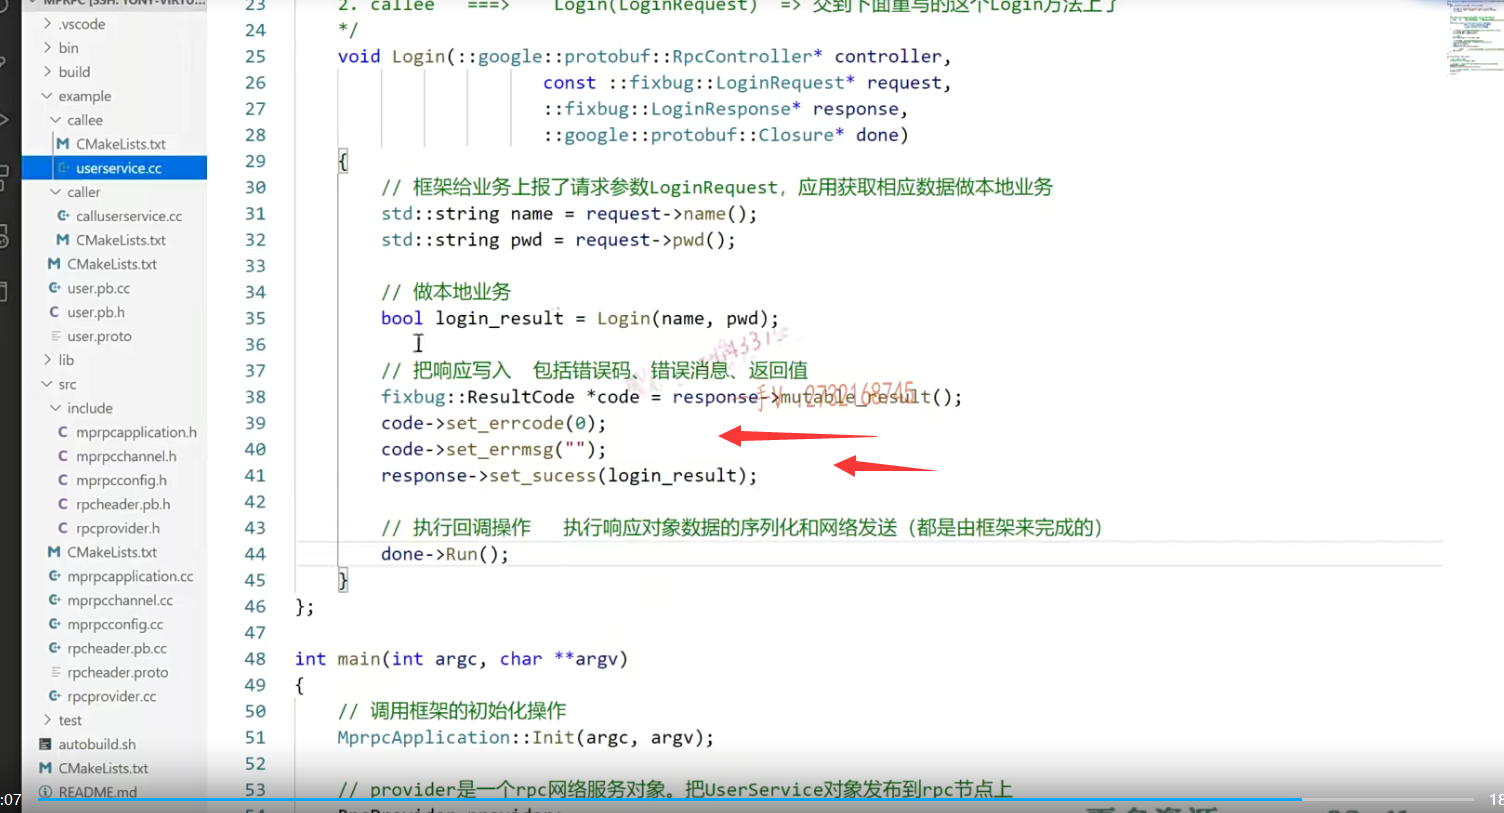 MPRPC [SSH: TONY-VIRTU...
.vscode
bin
build
example
callee
CMakeLists.txt
userservice.cc
caller
calluserservice.cc
CMakeLists.txt
CMakeLists.txt
user.pb.cc
user.pb.h
user.proto
lib
src
include
mprpcapplication.h
mprpcchannel.h
mprpcconfig.h
rpcheader.pb.h
rpcprovider.h
CMakeLists.txt
mprpcapplication.cc
mprpcchannel.cc
mprpcconfig.cc
rpcheader.pb.cc
rpcheader.proto
rpcprovider.cc
test
autobuild.sh
CMakeLists.txt
README.md
23 2. callee ===> Login(LoginRequest) => 交到下面重写的这个Login方法上了
24 */
25 void Login(::google::protobuf::RpcController* controller,
26 const ::fixbug::LoginRequest* request,
27 ::fixbug::LoginResponse* response,
28 ::google::protobuf::Closure* done)
29 {
30 // 框架给业务上报了请求参数LoginRequest，应用获取相应数据做本地业务
31 std::string name = request->name();
32 std::string pwd = request->pwd();
33
34 // 做本地业务
35 bool login_result = Login(name, pwd);
36
37 // 把响应写入 包括错误码、错误消息、返回值
38 fixbug::ResultCode *code = response->mutable_result();
39 code->set_errcode(0);
40 code->set_errmsg("");
41 response->set_sucess(login_result);
42
43 // 执行回调操作 执行响应对象数据的序列化和网络发送（都是由框架来完成的）
44 done->Run();
45 }
46 };
47
48 int main(int argc, char **argv)
49 {
50 // 调用框架的初始化操作
51 MprpcApplication::Init(argc, argv);
52
53 // provider是一个rpc网络服务对象。把UserService对象发布到rpc节点上
:07
18